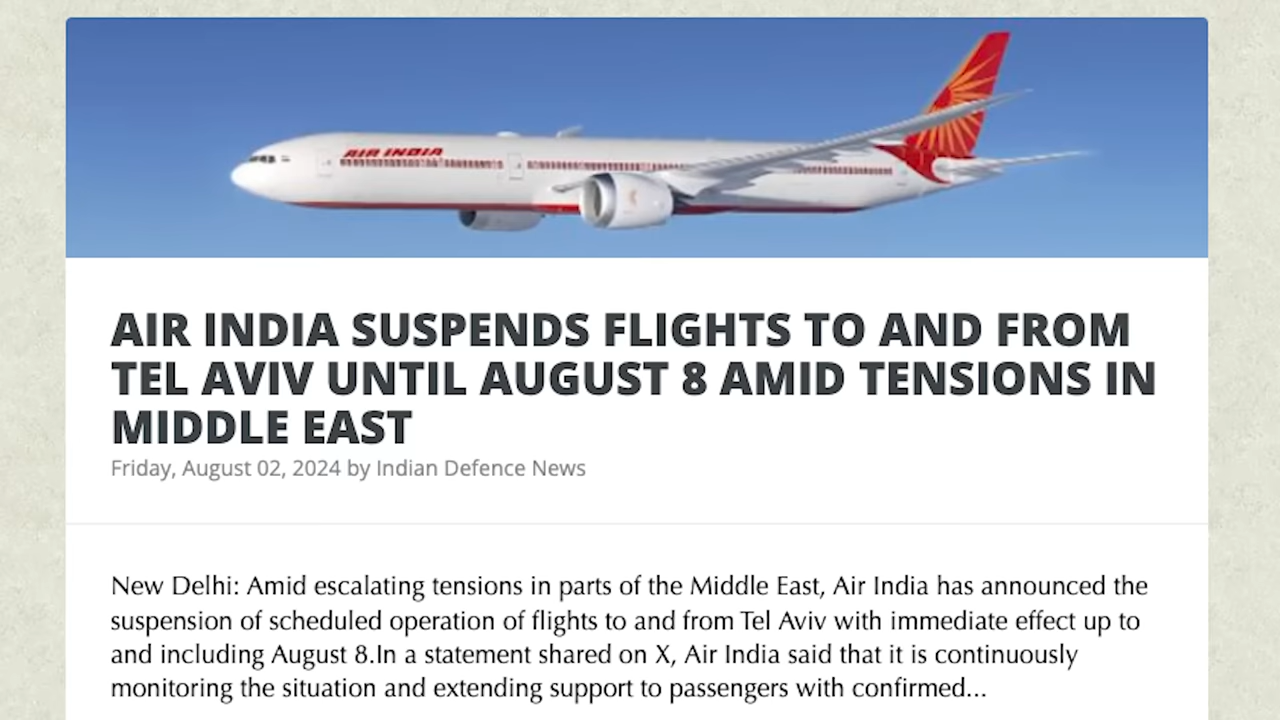 AIR INDIA
AIR INDIA SUSPENDS FLIGHTS TO AND FROM
TEL AVIV UNTIL AUGUST 8 AMID TENSIONS IN
MIDDLE EAST
Friday, August 02, 2024 by Indian Defence News
New Delhi: Amid escalating tensions in parts of the Middle East, Air India has announced the
suspension of scheduled operation of flights to and from Tel Aviv with immediate effect up to
and including August 8.In a statement shared on X, Air India said that it is continuously
monitoring the situation and extending support to passengers with confirmed...